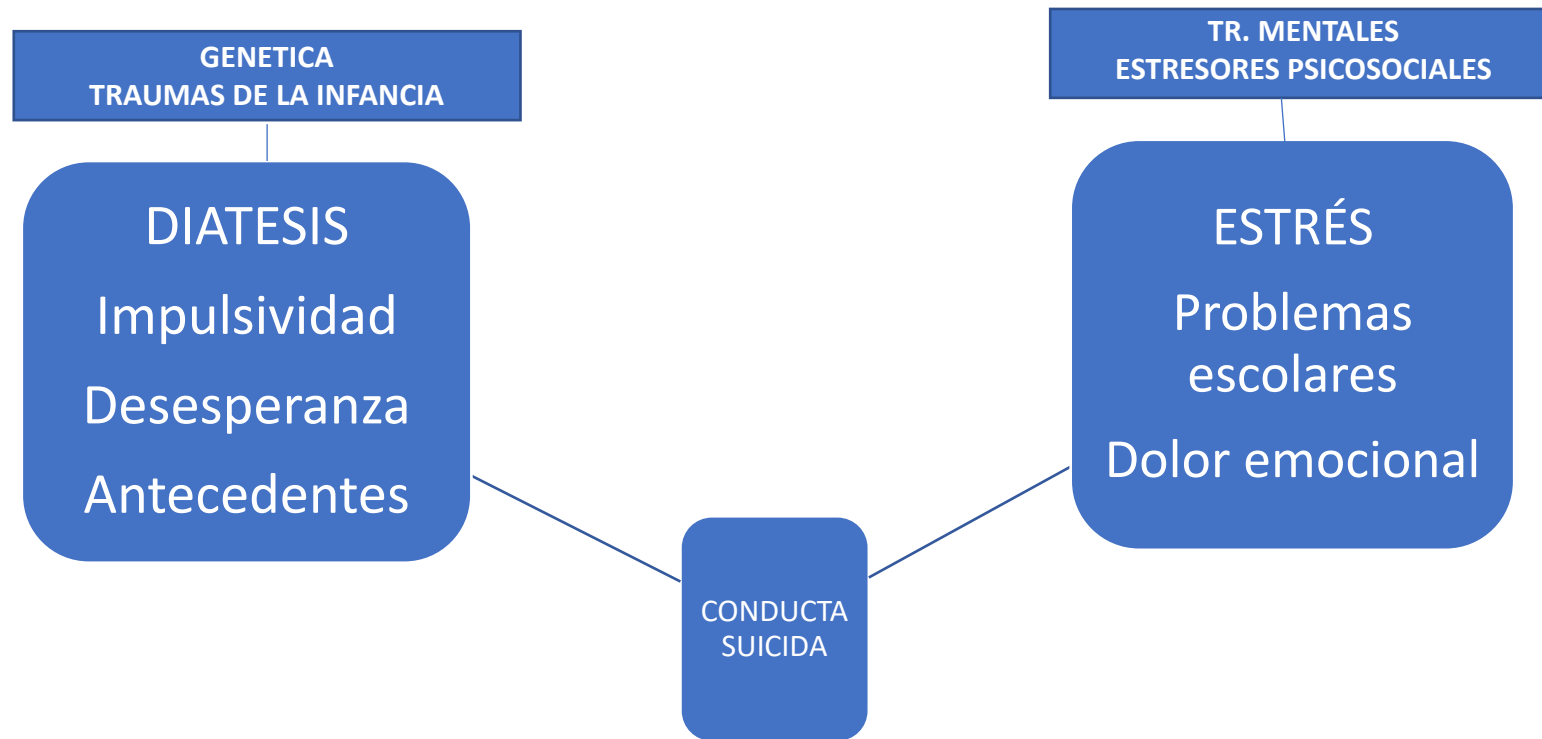 GENETICA
TRAUMAS DE LA INFANCIA
TR. MENTALES
ESTRESORES PSICOSOCIALES
DIATESIS
Impulsividad
Desesperanza
Antecedentes
ESTRÉS
Problemas
escolares
Dolor emocional
CONDUCTA
SUICIDA